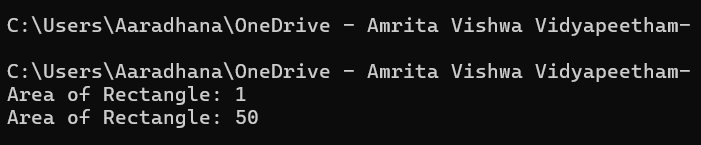 C:\Users\Aaradhana\OneDrive - Amrita Vishwa Vidyapeetham-
C:\Users\Aaradhana\OneDrive - Amrita Vishwa Vidyapeetham-
Area of Rectangle: 1
Area of Rectangle: 50